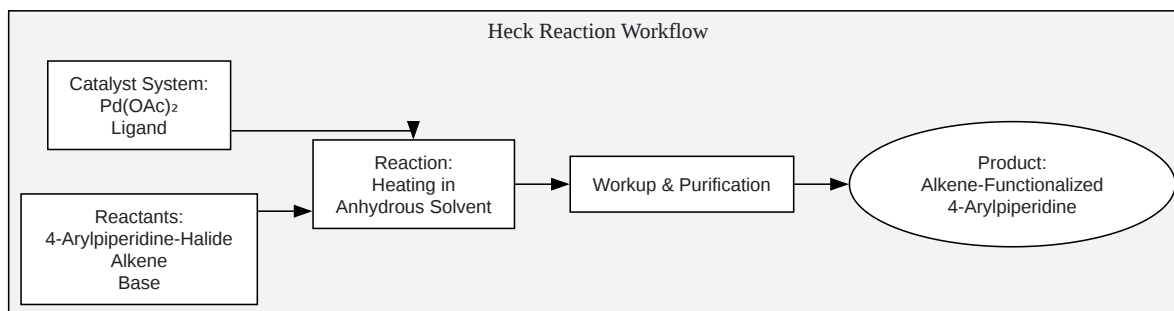 Heck Reaction Workflow
Catalyst System:
Pd(OAc)₂
Ligand
Reactants:
4-Arylpiperidine-Halide
Alkene
Base
Reaction:
Heating in
Anhydrous Solvent
Workup & Purification
Product:
Alkene-Functionalized
4-Arylpiperidine